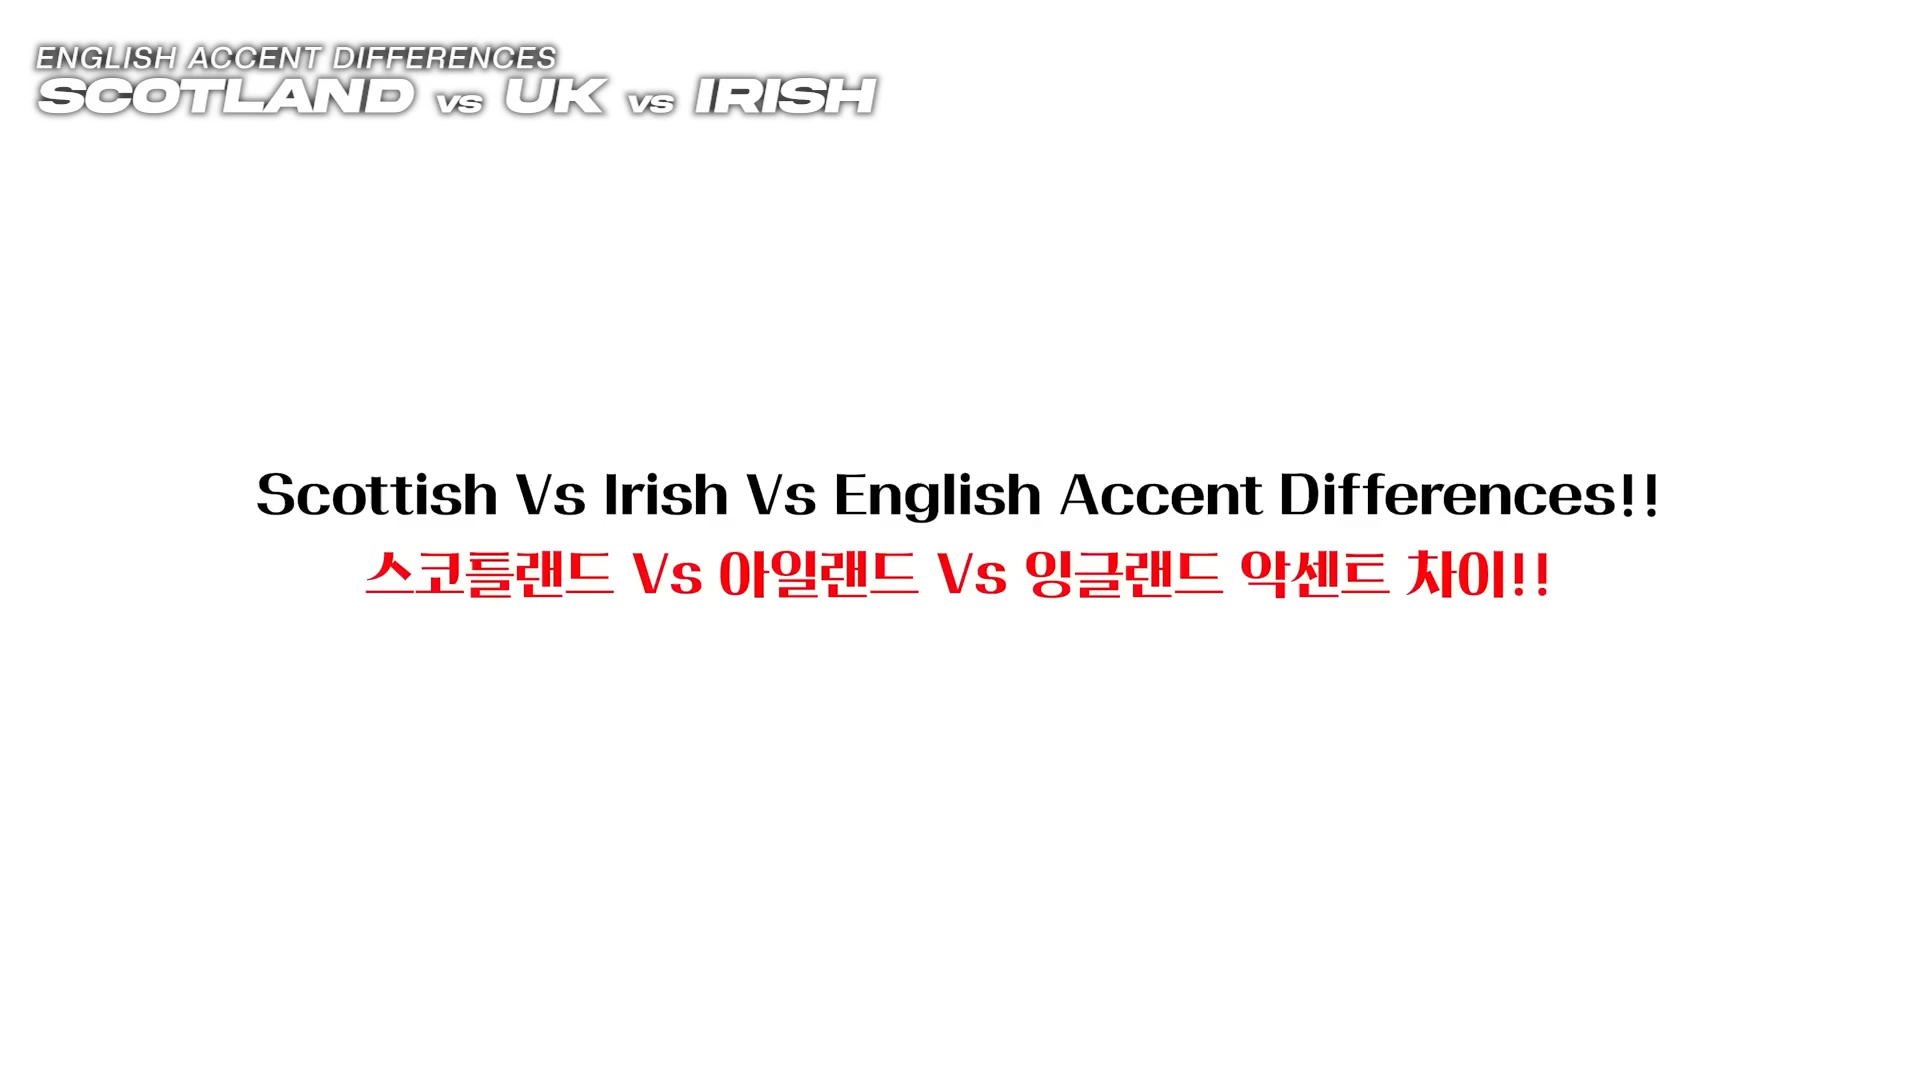 ENGLISH ACCENT DIFFERENCES
SCOTLAND vs UK vs IRISH
Scottish Vs Irish Vs English Accent Differences!!
스코틀랜드 Vs 아일랜드 Vs 잉글랜드 악센트 차이!!